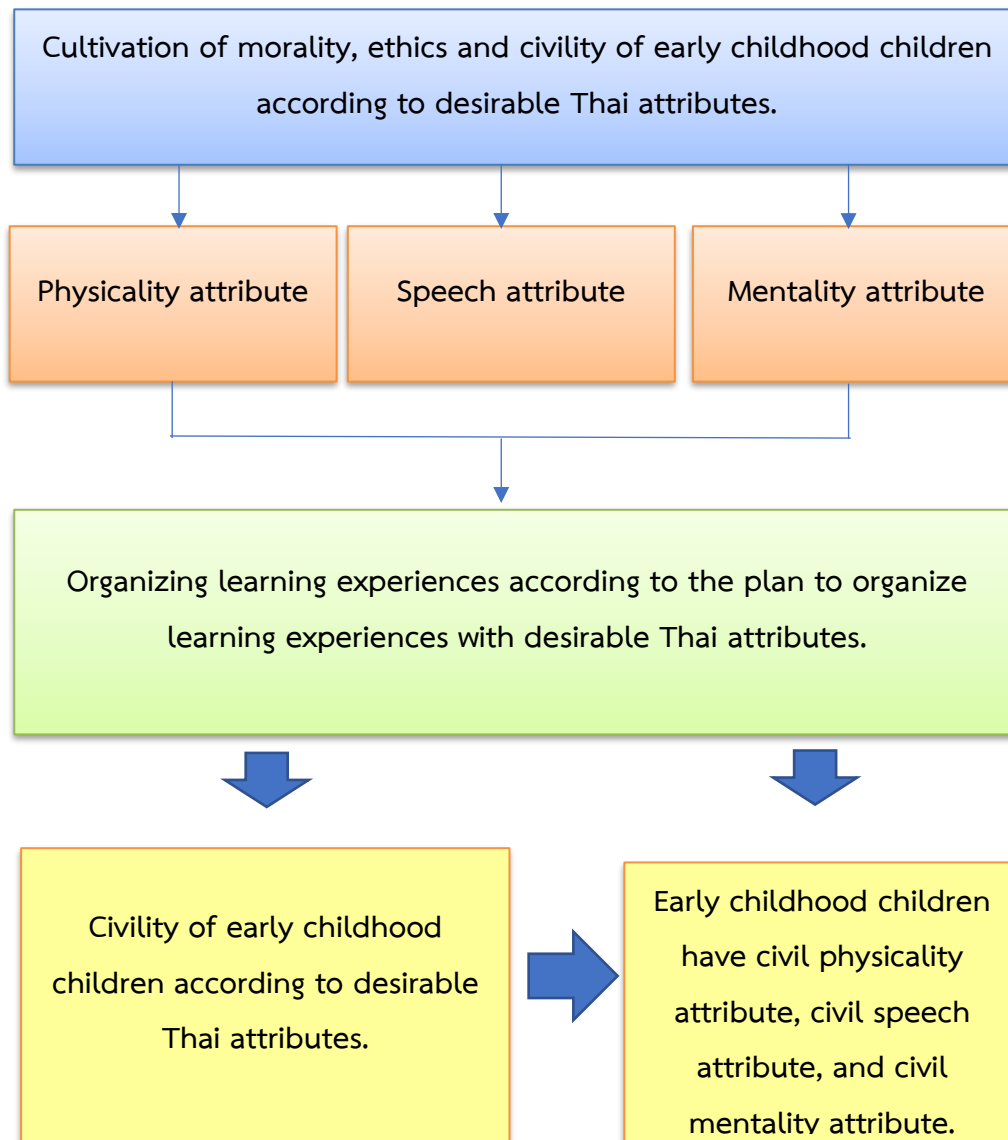 Cultivation of morality, ethics and civility of early childhood children
according to desirable Thai attributes.
Physicality attribute
Speech attribute
Mentality attribute
Organizing learning experiences according to the plan to organize
learning experiences with desirable Thai attributes.
Civility of early childhood
children according to desirable
Thai attributes.
Early childhood children
have civil physicality
attribute, civil speech
attribute, and civil
mentality attribute.